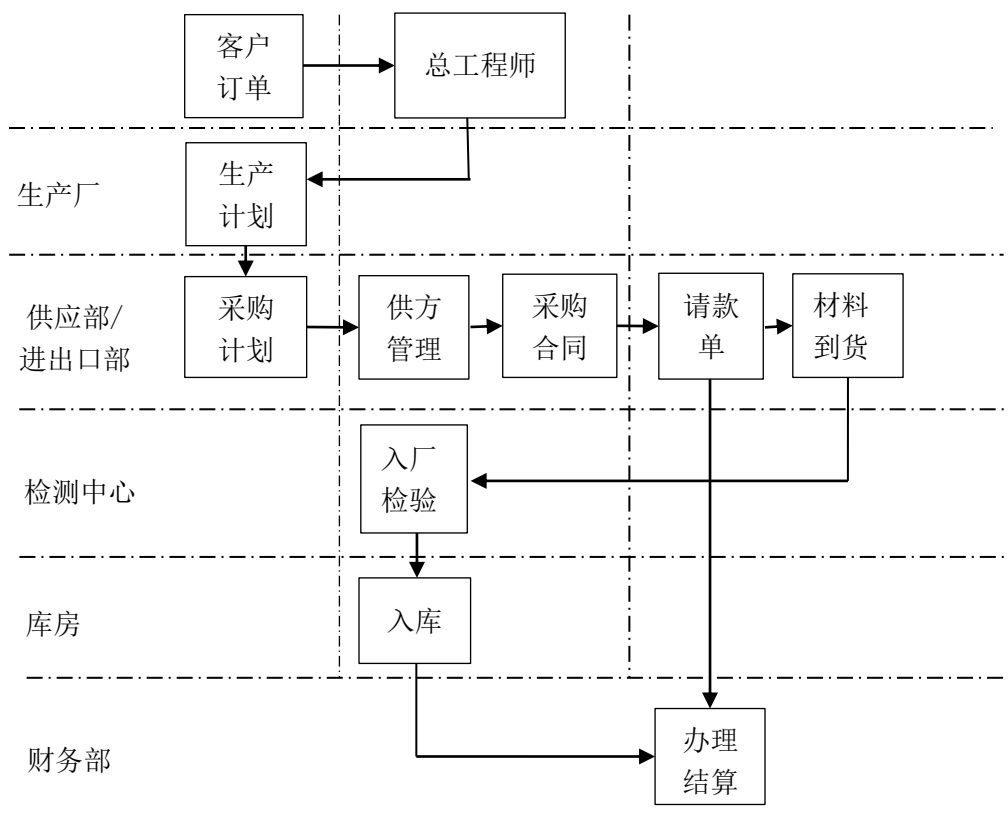 客户
订单
总工程师
生产厂
生产
计划
供应部/
进出口部
采购
计划
供方
管理
采购
合同
请款
单
材料
到货
检测中心
入厂
检验
库房
入库
财务部
办理
结算